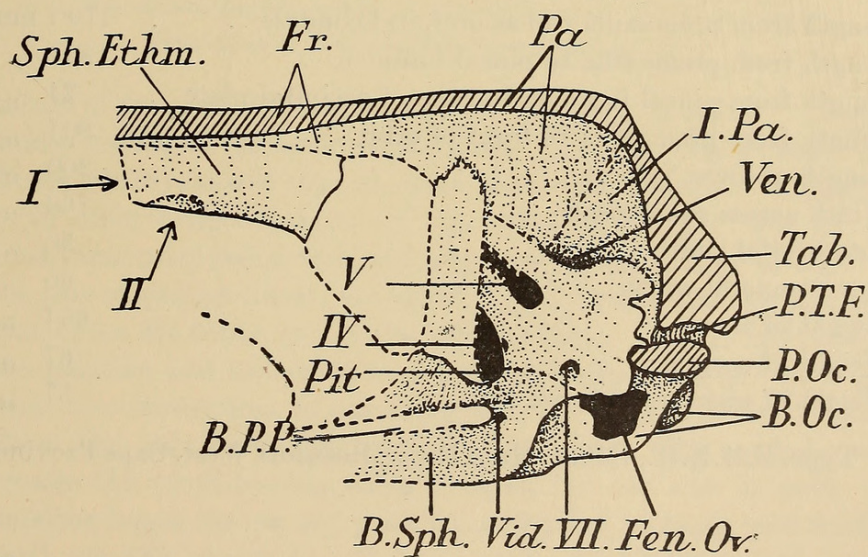 Sph. Ethm.
Fr.
Pa
I. Pa.
Ven.
I
Tab.
II
V
P.T.F.
IV
Pit
P.Oc.
B.Oc.
B.P.P.
B.Sph. Vid. VII. Fen. Ov.